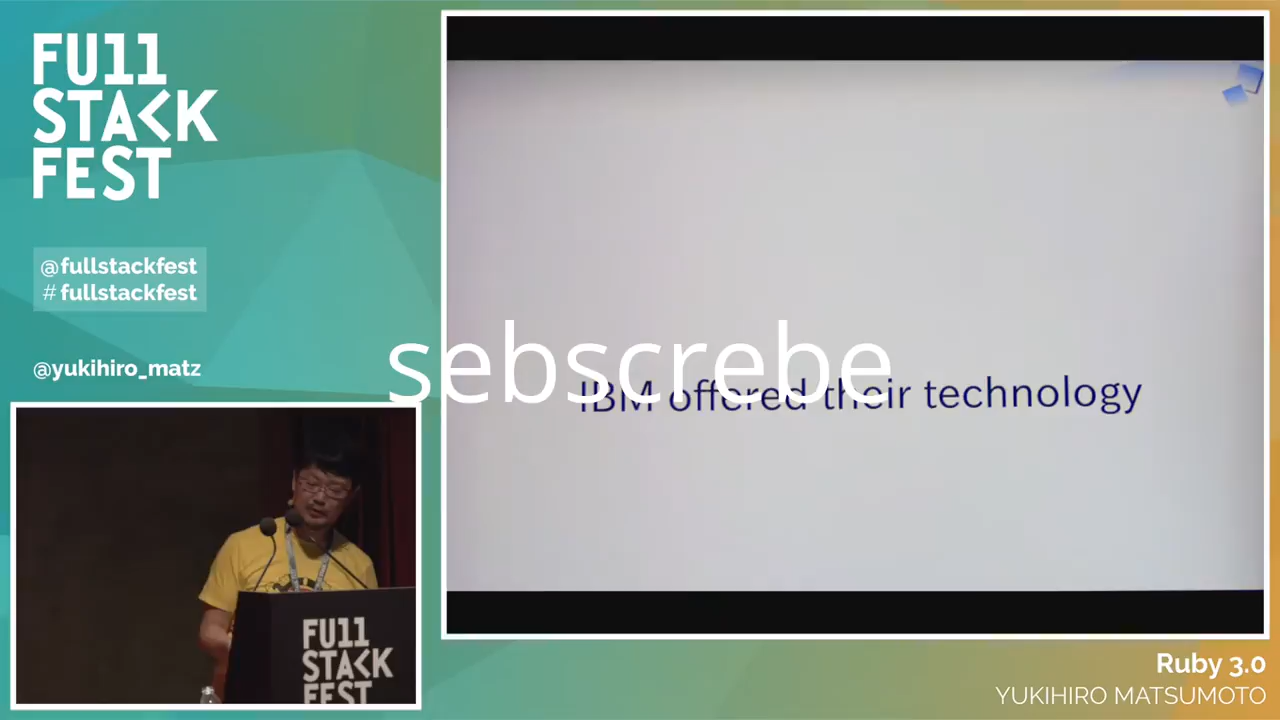 FU11
STACK
FEST
@fullstackfest
#fullstackfest
@yukihiro_matz
sebscrebe
IBM offered their technology
FU11
STACK
FEST
Ruby 3.0
YUKIHIRO MATSUMOTO